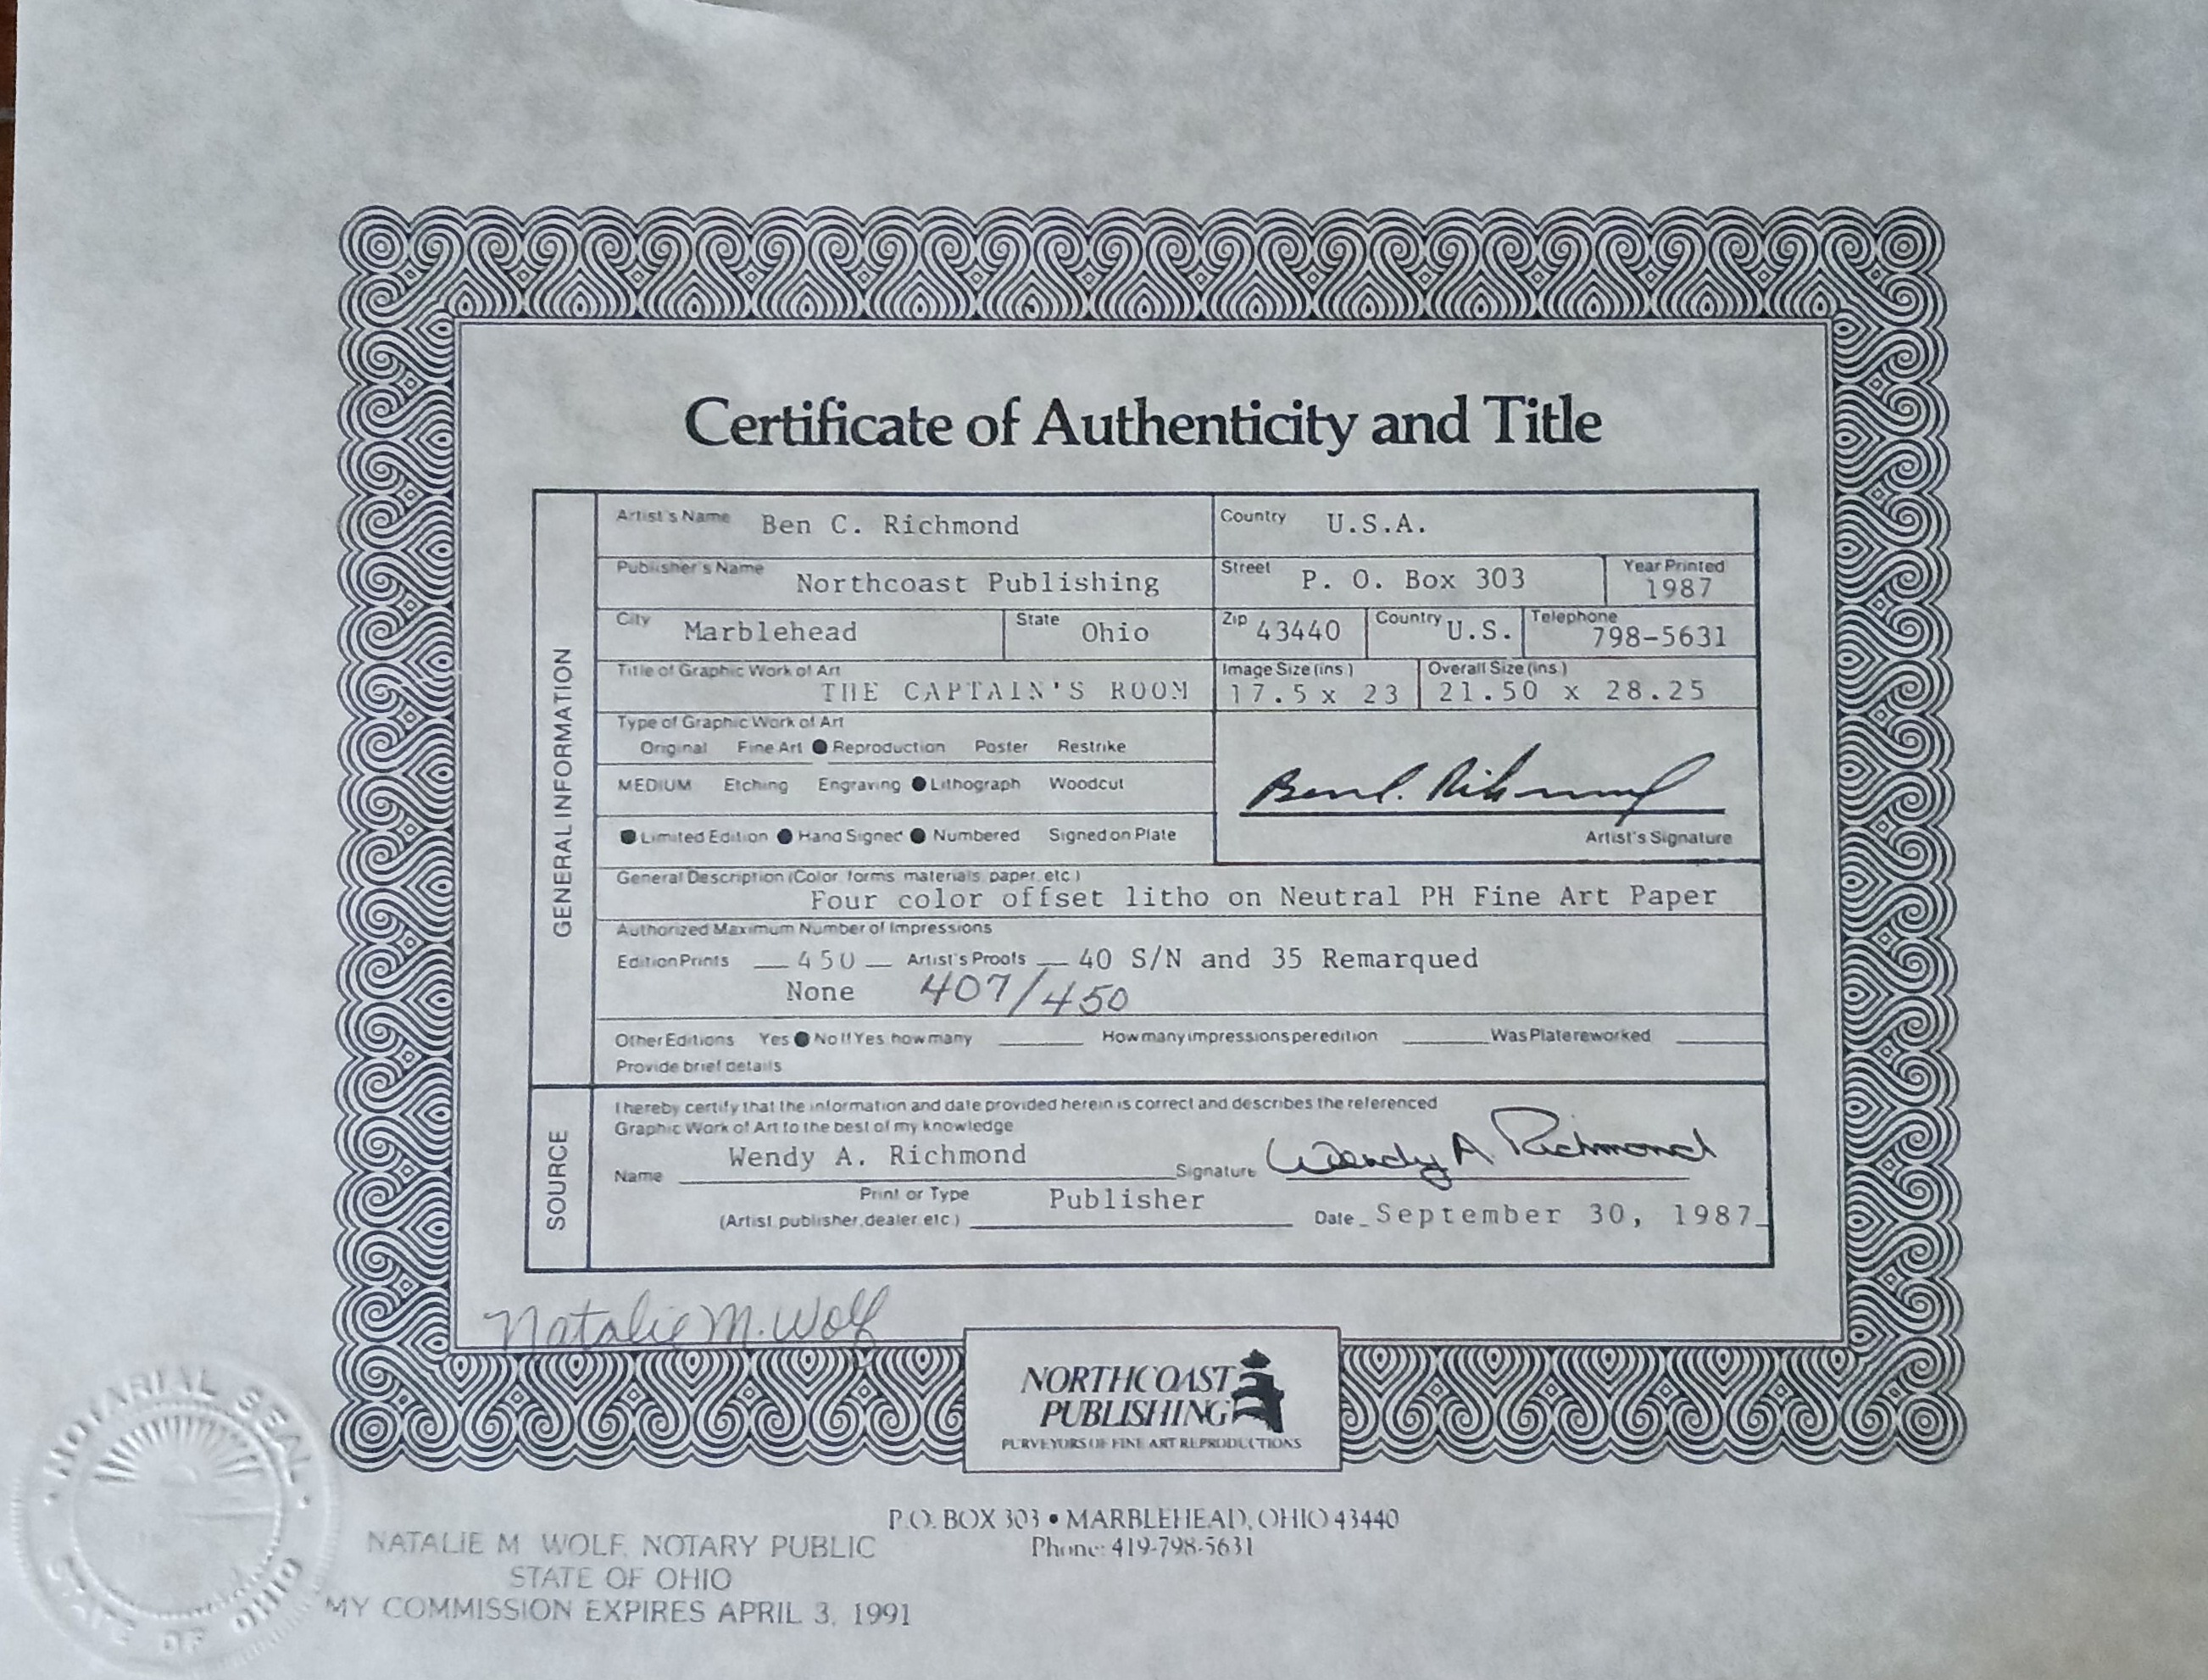 Certificate of Authenticity and Title
GENERAL INFORMATION
Artist's Name Ben C. Richmond Country U.S.A.
Publisher's Name Northcoast Publishing Street P. O. Box 303 Year Printed 1987
City Marblehead State Ohio Zip 43440 Country U.S. Telephone 798-5631
Title of Graphic Work of Art THE CAPTAIN'S ROOM Image Size (ins.) 17.5 x 23 Overall Size (ins.) 21.50 x 28.25
Type of Graphic Work of Art
Original Fine Art ● Reproduction Poster Restrike
MEDIUM Etching Engraving ● Lithograph Woodcut
Ben C. Richmond
● Limited Edition ● Hand Signed ● Numbered Signed on Plate Artist's Signature
General Description (Color, forms, materials, paper, etc.)
Four color offset litho on Neutral PH Fine Art Paper
Authorized Maximum Number of Impressions
Edition Prints 450 Artist's Proofs 40 S/N and 35 Remarqued
None 407/450
Other Editions Yes ● No If Yes, how many How many impressions per edition Was Plate reworked
Provide brief details
SOURCE
I hereby certify that the information and date provided herein is correct and describes the referenced
Graphic Work of Art to the best of my knowledge
Name Wendy A. Richmond Signature Wendy A Richmond
Print or Type
(Artist, publisher, dealer, etc.) Publisher Date September 30, 1987
Natalie M. Wolf
NORTHCOAST
PUBLISHING
PURVEYORS OF FINE ART REPRODUCTIONS
P.O. BOX 303 • MARBLEHEAD, OHIO 43440
Phone: 419-798-5631
NOTARIAL SEAL
STATE OF OHIO
NATALIE M. WOLF, NOTARY PUBLIC
STATE OF OHIO
MY COMMISSION EXPIRES APRIL 3, 1991